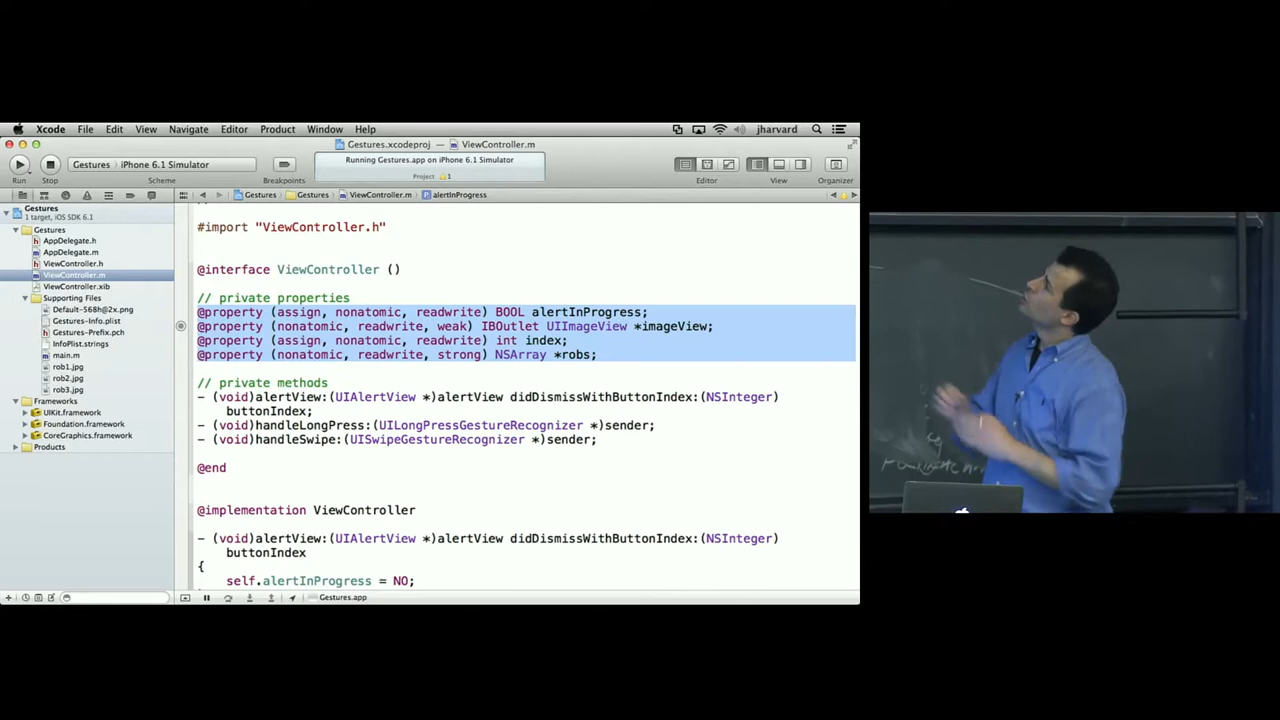 Xcode File Edit View Navigate Editor Product Window Help jharvard
Gestures.xcodeproj › ViewController.m
Gestures › iPhone 6.1 Simulator
Running Gestures.app on iPhone 6.1 Simulator
Project 1
Run Stop Scheme Breakpoints Editor View Organizer
Gestures › Gestures › ViewController.m › P alertInProgress
Gestures
1 target, iOS SDK 6.1
Gestures
AppDelegate.h
AppDelegate.m
ViewController.h
ViewController.m
ViewController.xib
Supporting Files
Default-568h@2x.png
Gestures-Info.plist
Gestures-Prefix.pch
InfoPlist.strings
main.m
rob1.jpg
rob2.jpg
rob3.jpg
Frameworks
UIKit.framework
Foundation.framework
CoreGraphics.framework
Products
#import "ViewController.h"
@interface ViewController ()
// private properties
@property (assign, nonatomic, readwrite) BOOL alertInProgress;
@property (nonatomic, readwrite, weak) IBOutlet UIImageView *imageView;
@property (assign, nonatomic, readwrite) int index;
@property (nonatomic, readwrite, strong) NSArray *robs;
// private methods
- (void)alertView:(UIAlertView *)alertView didDismissWithButtonIndex:(NSInteger)
buttonIndex;
- (void)handleLongPress:(UILongPressGestureRecognizer *)sender;
- (void)handleSwipe:(UISwipeGestureRecognizer *)sender;
@end
@implementation ViewController
- (void)alertView:(UIAlertView *)alertView didDismissWithButtonIndex:(NSInteger)
buttonIndex
{
self.alertInProgress = NO;
Gestures.app